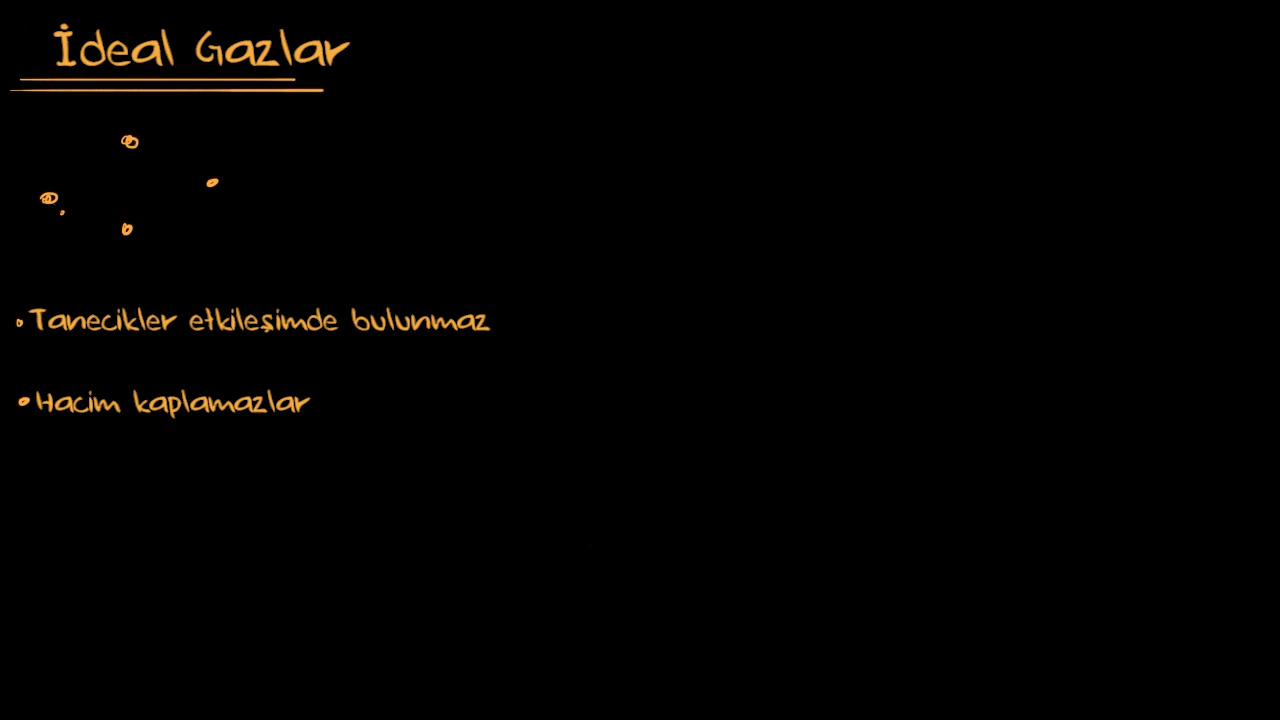 İdeal Gazlar
• Tanecikler etkileşimde bulunmaz
• Hacim kaplamazlar